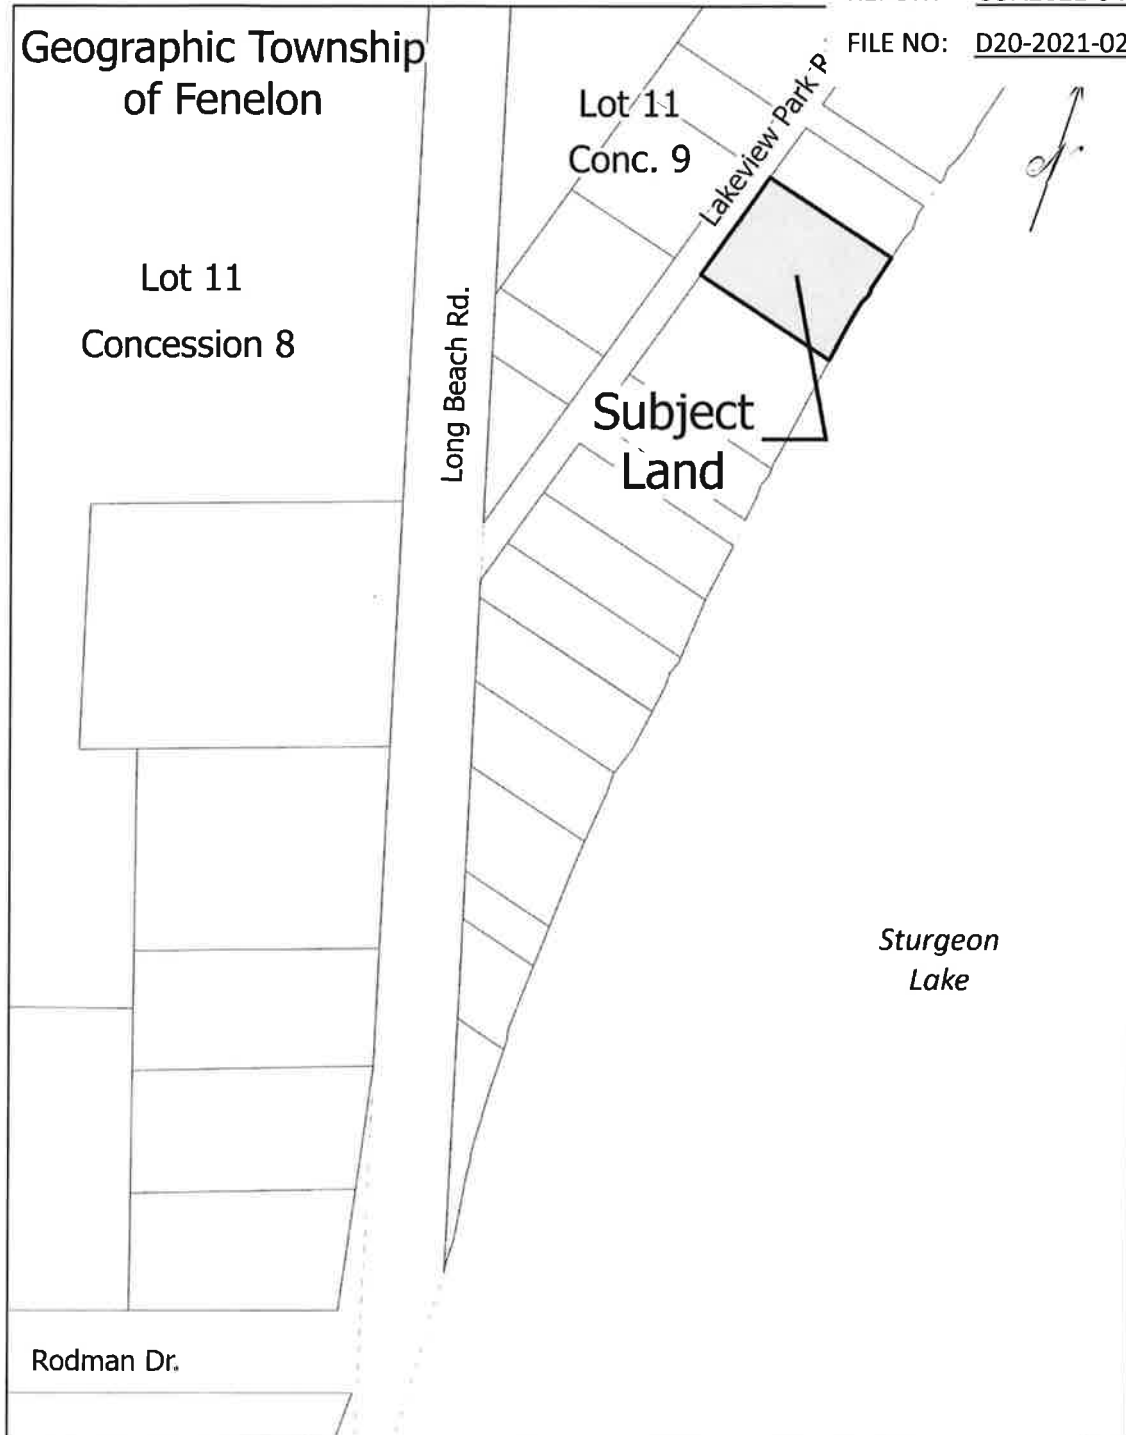 FILE NO: D20-2021-02
Geographic Township
of Fenelon
Lot 11
Conc. 9
Lakeview Park R
Lot 11
Concession 8
Long Beach Rd.
Subject
Land
Sturgeon
Lake
Rodman Dr.